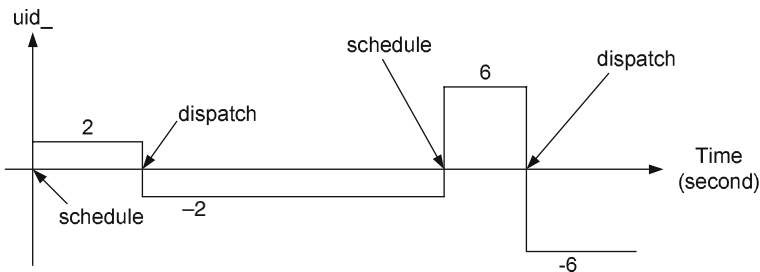 uid_
schedule
6
dispatch
2
dispatch
Time
(second)
schedule
–2
-6